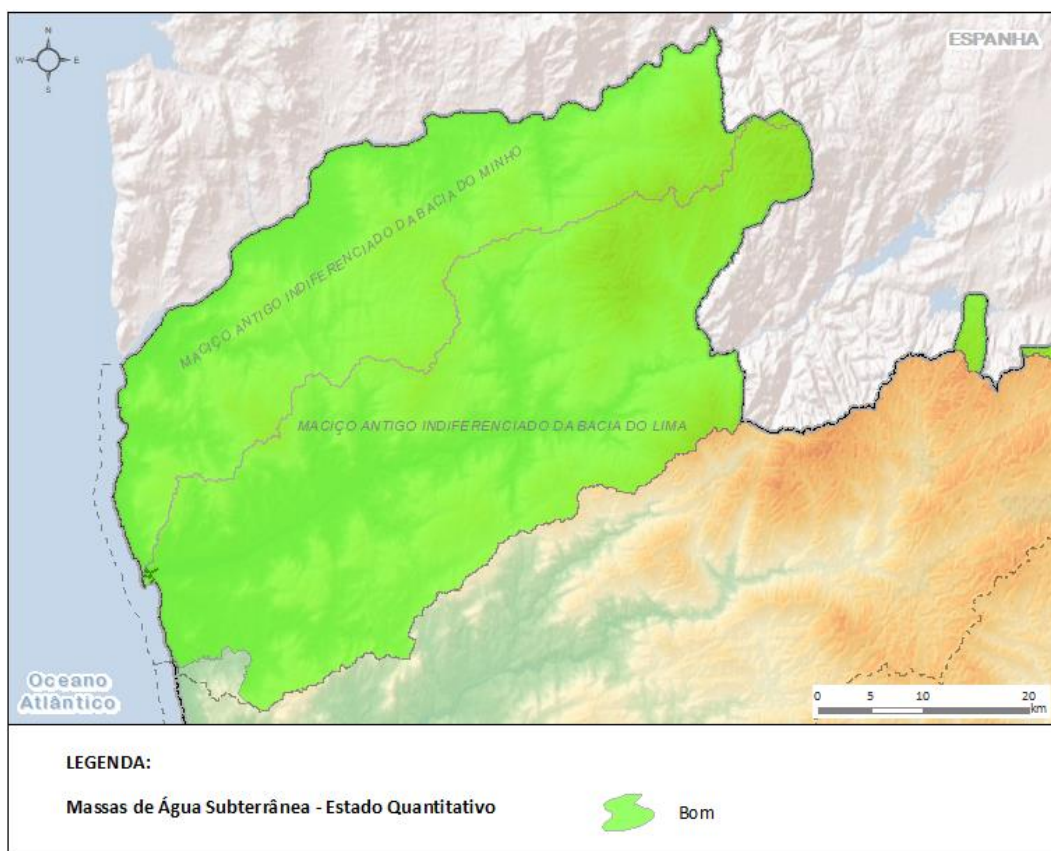 N
W E
S
ESPANHA
MACIÇO ANTIGO INDIFERENCIADO DA BACIA DO MINHO
MACIÇO ANTIGO INDIFERENCIADO DA BACIA DO LIMA
Oceano
Atlântico
0 5 10 20
km
LEGENDA:
Massas de Água Subterrânea - Estado Quantitativo
Bom